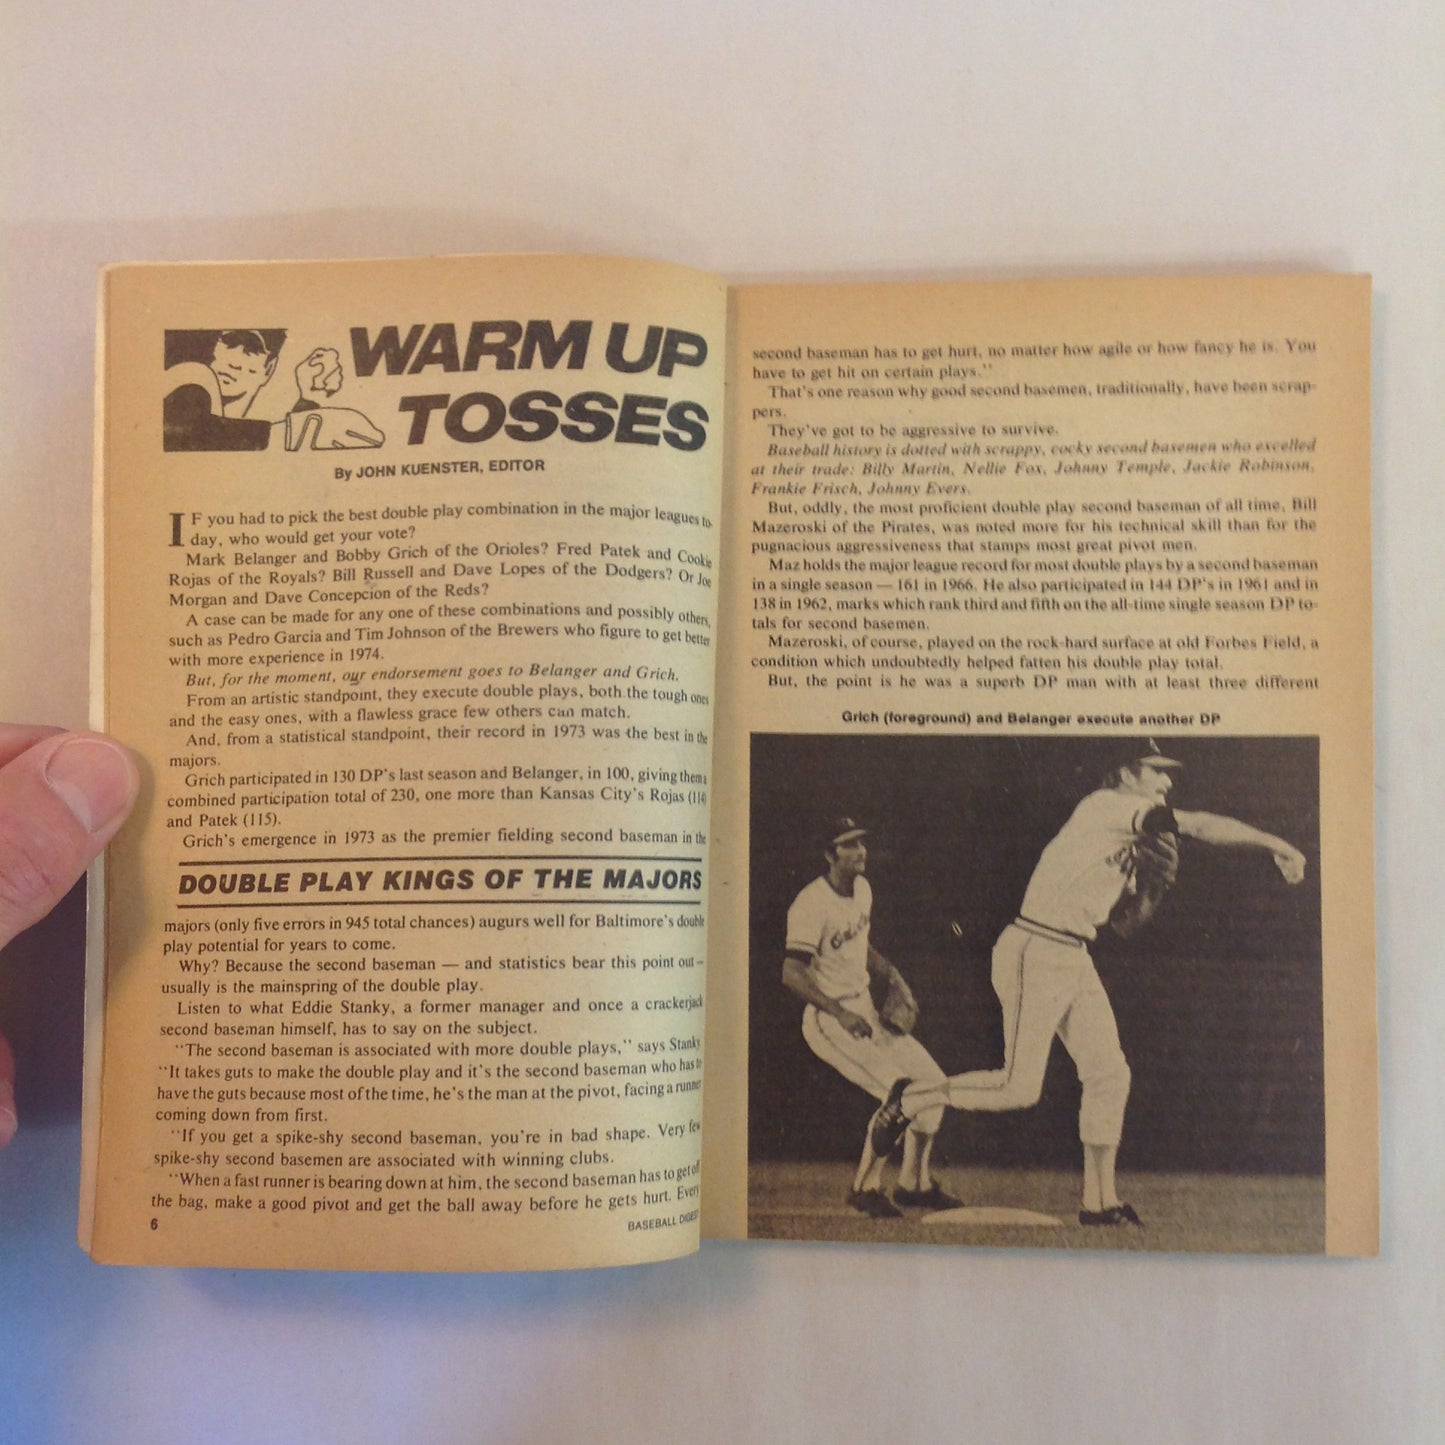 WARM UP
TOSSES
By JOHN KUENSTER, EDITOR
IF you had to pick the best double play combination in the major leagues to-
day, who would get your vote?
Mark Belanger and Bobby Grich of the Orioles? Fred Patek and Cookie
Rojas of the Royals? Bill Russell and Dave Lopes of the Dodgers? Or Joe
Morgan and Dave Concepcion of the Reds?
A case can be made for any one of these combinations and possibly others,
such as Pedro Garcia and Tim Johnson of the Brewers who figure to get better
with more experience in 1974.
But, for the moment, our endorsement goes to Belanger and Grich.
From an artistic standpoint, they execute double plays, both the tough ones
and the easy ones, with a flawless grace few others can match.
And, from a statistical standpoint, their record in 1973 was the best in the
majors.
Grich participated in 130 DP's last season and Belanger, in 100, giving them a
combined participation total of 230, one more than Kansas City's Rojas (114)
and Patek (115).
Grich's emergence in 1973 as the premier fielding second baseman in the
DOUBLE PLAY KINGS OF THE MAJORS
majors (only five errors in 945 total chances) augurs well for Baltimore's double
play potential for years to come.
Why? Because the second baseman — and statistics bear this point out —
usually is the mainspring of the double play.
Listen to what Eddie Stanky, a former manager and once a crackerjack
second baseman himself, has to say on the subject.
"The second baseman is associated with more double plays," says Stanky.
"It takes guts to make the double play and it's the second baseman who has to
have the guts because most of the time, he's the man at the pivot, facing a runner
coming down from first.
"If you get a spike-shy second baseman, you're in bad shape. Very few
spike-shy second basemen are associated with winning clubs.
"When a fast runner is bearing down at him, the second baseman has to get off
the bag, make a good pivot and get the ball away before he gets hurt. Every
6
BASEBALL DIGEST
second baseman has to get hurt, no matter how agile or how fancy he is. You
have to get hit on certain plays."
That's one reason why good second basemen, traditionally, have been scrap-
pers.
They've got to be aggressive to survive.
Baseball history is dotted with scrappy, cocky second basemen who excelled
at their trade: Billy Martin, Nellie Fox, Johnny Temple, Jackie Robinson,
Frankie Frisch, Johnny Evers.
But, oddly, the most proficient double play second baseman of all time, Bill
Mazeroski of the Pirates, was noted more for his technical skill than for the
pugnacious aggressiveness that stamps most great pivot men.
Maz holds the major league record for most double plays by a second baseman
in a single season — 161 in 1966. He also participated in 144 DP's in 1961 and in
138 in 1962, marks which rank third and fifth on the all-time single season DP to-
tals for second basemen.
Mazeroski, of course, played on the rock-hard surface at old Forbes Field, a
condition which undoubtedly helped fatten his double play total.
But, the point is he was a superb DP man with at least three different
Grich (foreground) and Belanger execute another DP